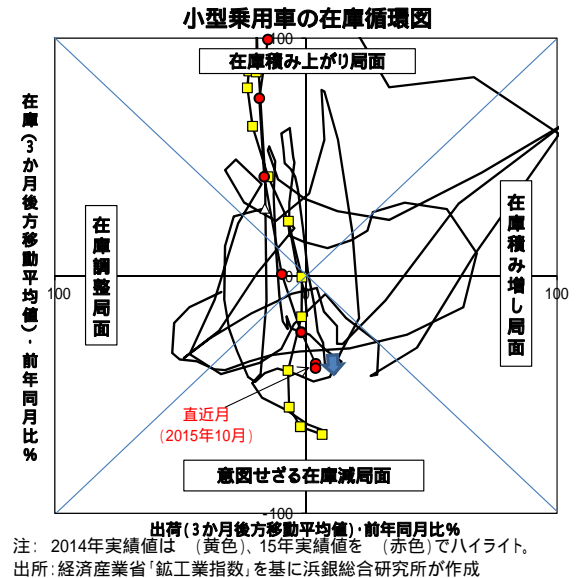 小型乗用車の在庫循環図
100
在庫積み上がり局面
在庫(3か月後方移動平均値)・前年同月比%
在庫調整局面
在庫積み増し局面
100
0
100
直近月
(2015年10月)
意図せざる在庫減局面
-100
出荷(3か月後方移動平均値)・前年同月比%
注: 2014年実績値は (黄色)、15年実績値を (赤色)でハイライト。
出所:経済産業省「鉱工業指数」を基に浜銀総合研究所が作成